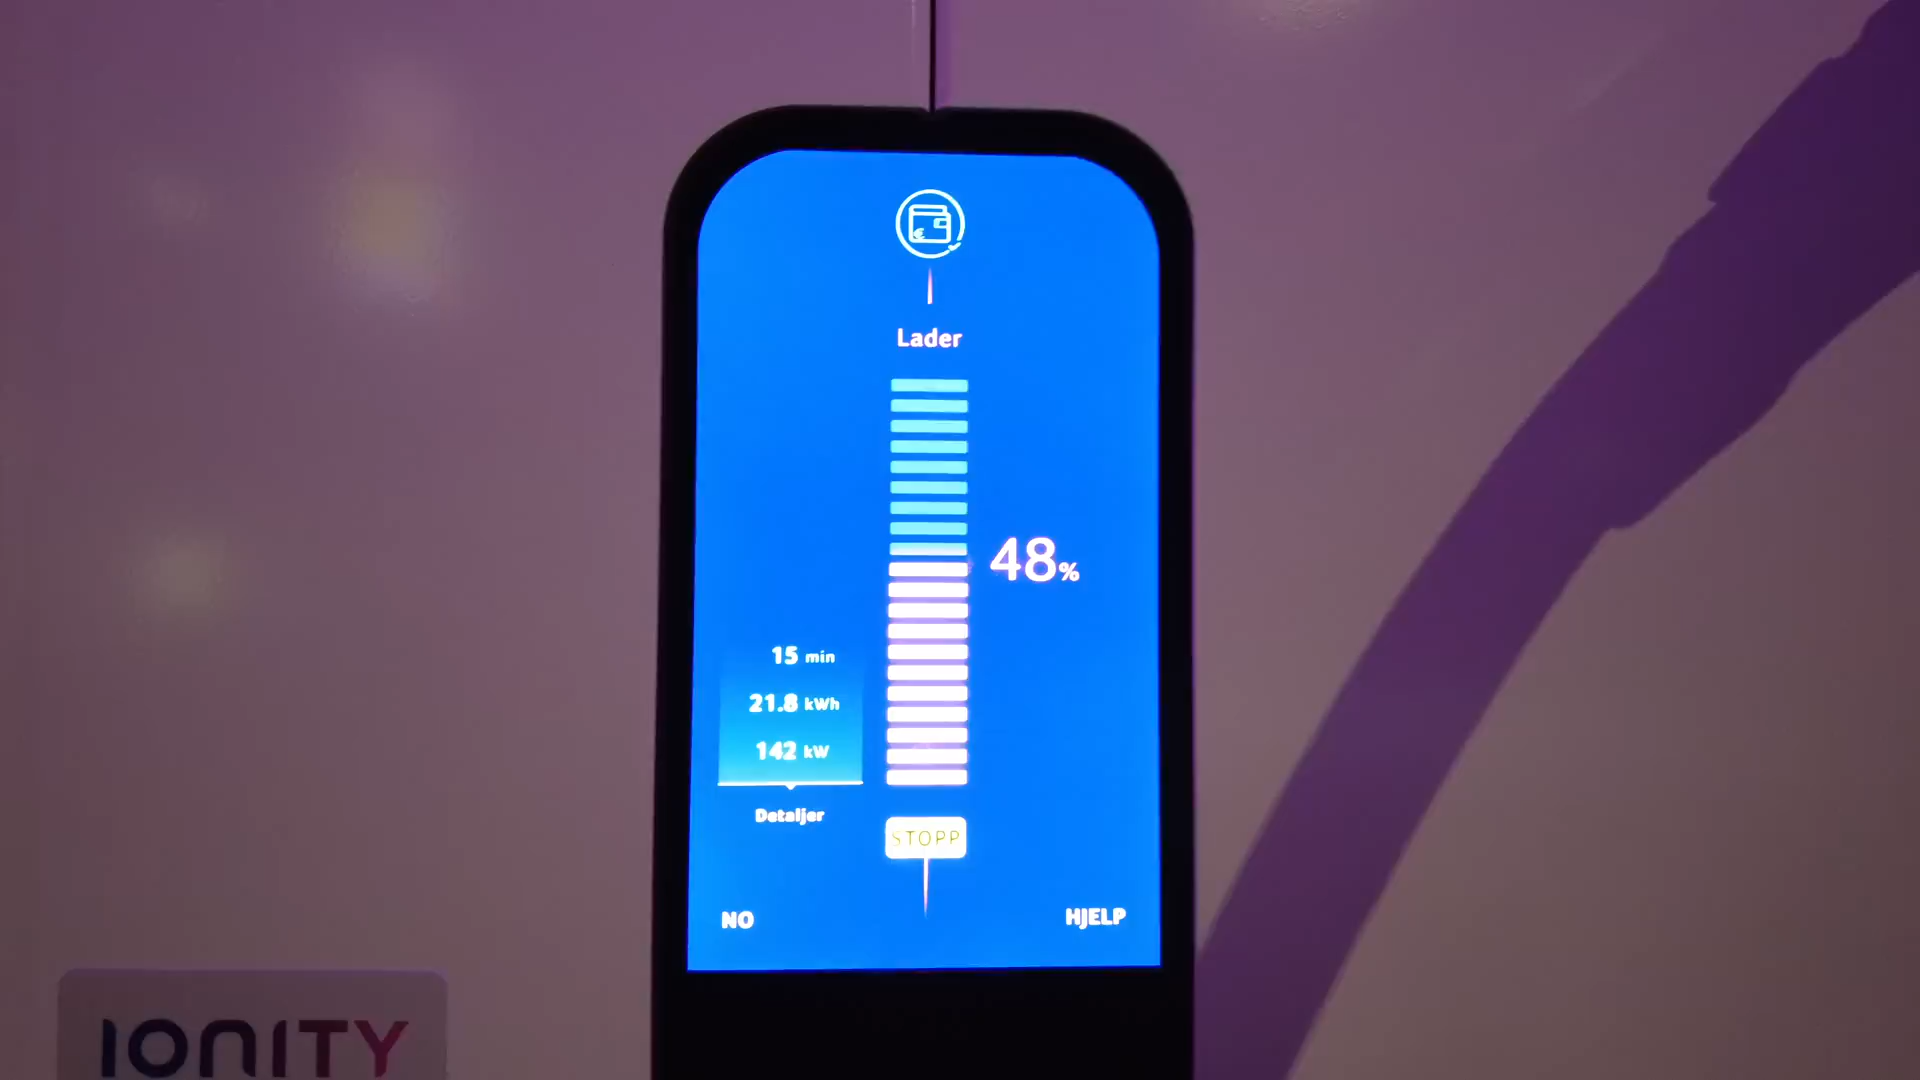 Lader
48%
15 min
21.8 kWh
142 kW
Detaljer
STOPP
NO
HJELP
IONITY